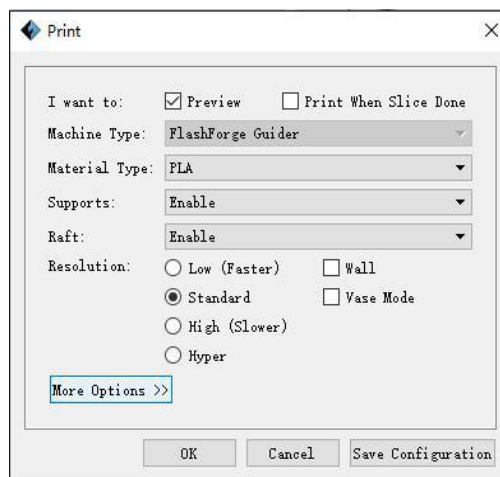 Print
I want to: Preview Print When Slice Done
Machine Type: FlashForge Guider
Material Type: PLA
Supports: Enable
Raft: Enable
Resolution: Low (Faster) Wall
Standard Vase Mode
High (Slower)
Hyper
More Options >>
OK Cancel Save Configuration